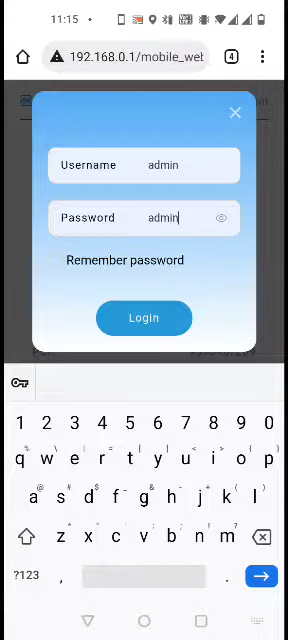 11:15
192.168.0.1/mobile_web
4
Username admin
Password admin
Remember password
Login
1 2 3 4 5 6 7 8 9 0
q w e r t y u i o p
a s d f g h j k l
z x c v b n m
?123 , .